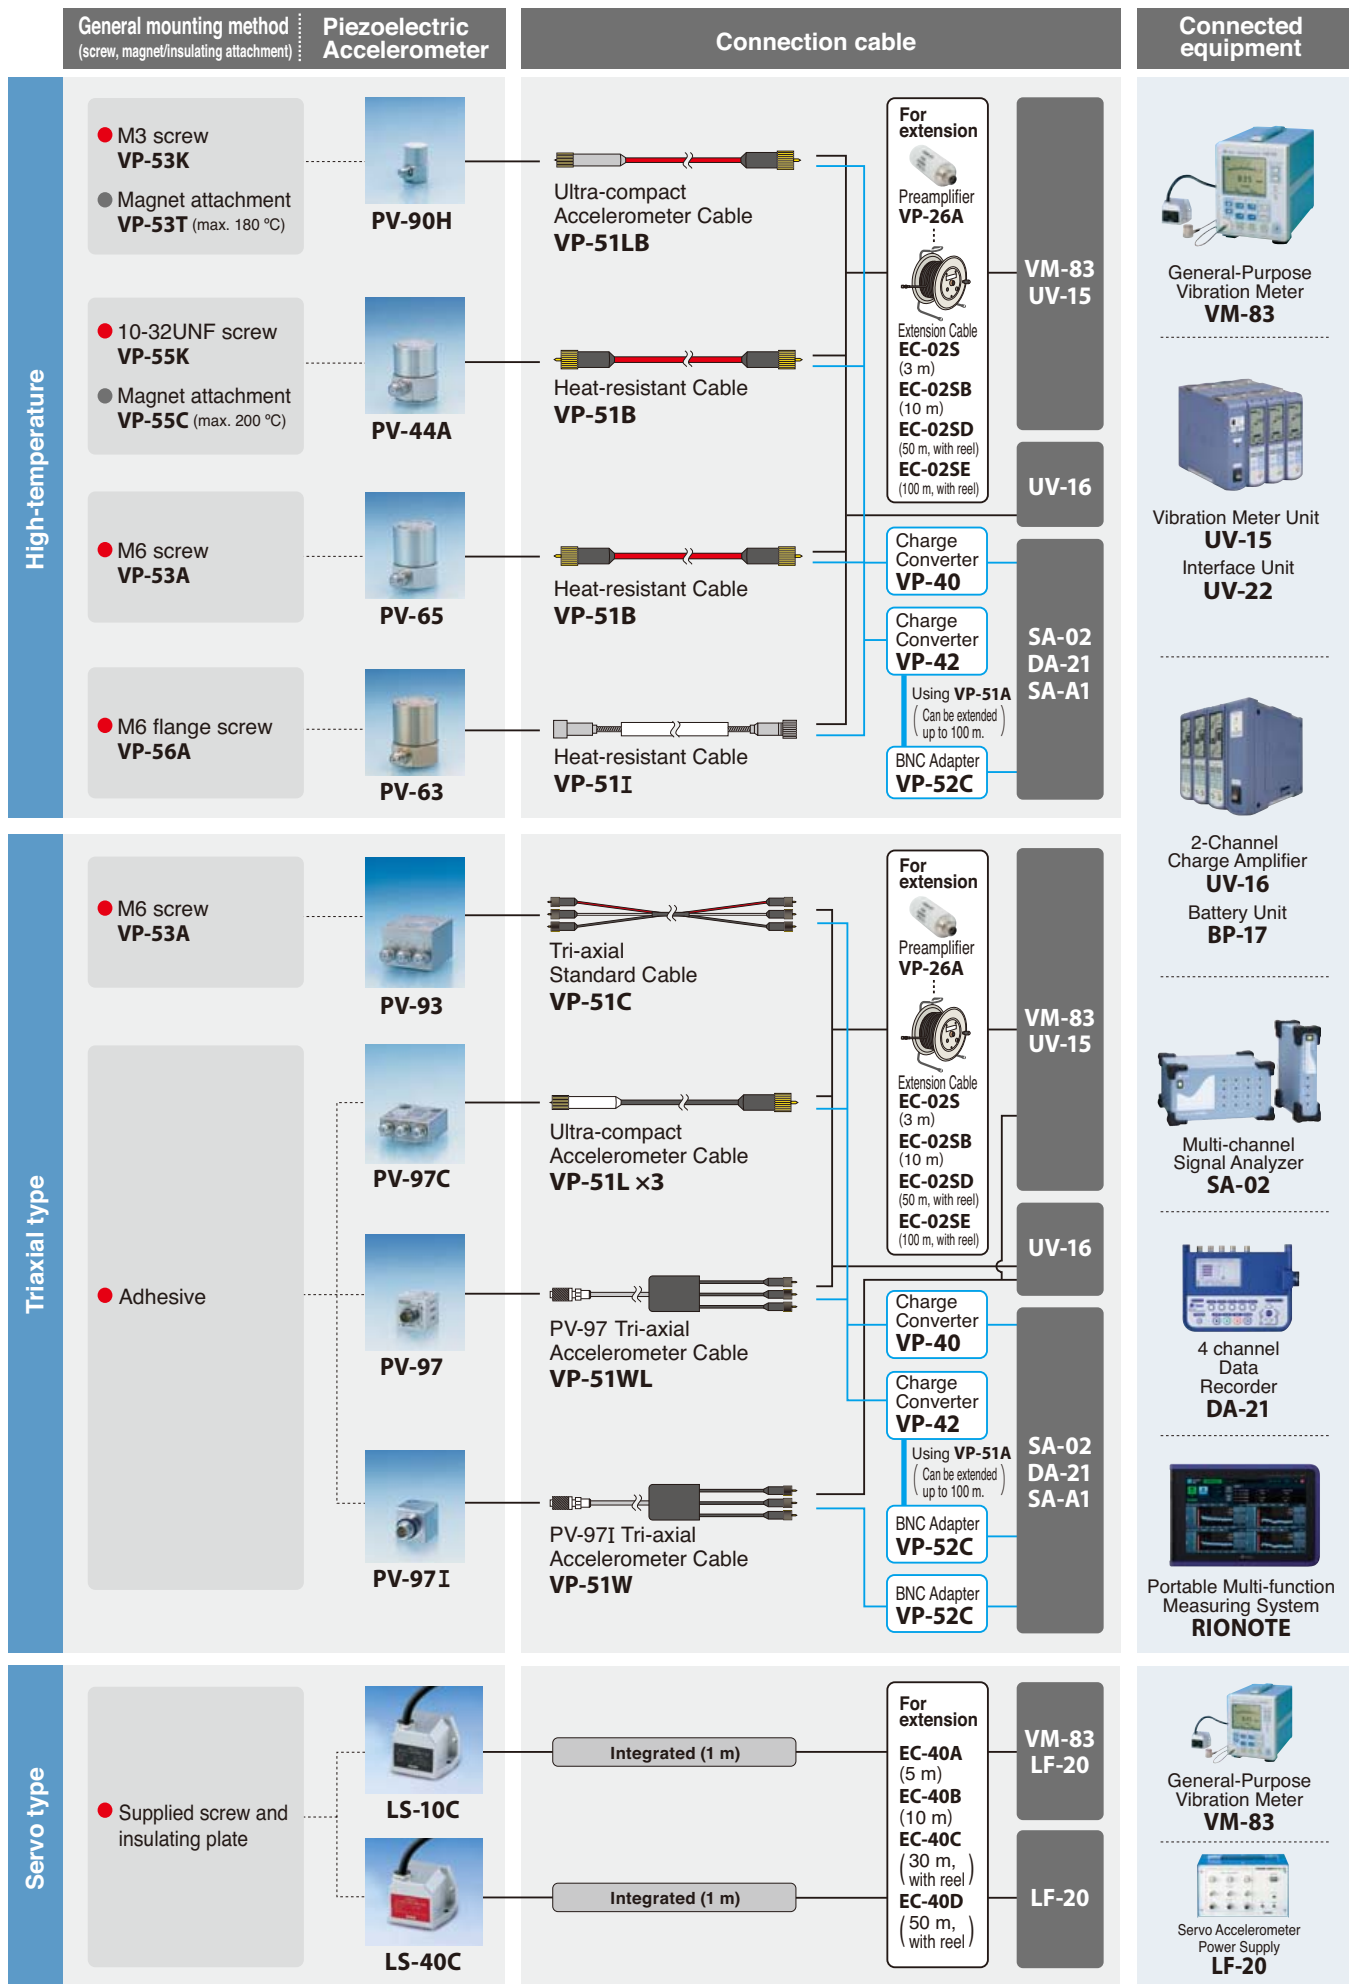 General mounting method
(screw, magnet/insulating attachment)
Piezoelectric
Accelerometer
Connection cable
Connected
equipment
High-temperature
M3 screw
VP-53K
Magnet attachment
VP-53T (max. 180 °C)
PV-90H
Ultra-compact
Accelerometer Cable
VP-51LB
10-32UNF screw
VP-55K
Magnet attachment
VP-55C (max. 200 °C)
PV-44A
Heat-resistant Cable
VP-51B
M6 screw
VP-53A
PV-65
Heat-resistant Cable
VP-51B
M6 flange screw
VP-56A
PV-63
Heat-resistant Cable
VP-51I
For
extension
Preamplifier
VP-26A
Extension Cable
EC-02S
(3 m)
EC-02SB
(10 m)
EC-02SD
(50 m, with reel)
EC-02SE
(100 m, with reel)
Charge
Converter
VP-40
Charge
Converter
VP-42
Using VP-51A
(Can be extended
up to 100 m.)
BNC Adapter
VP-52C
VM-83
UV-15
UV-16
SA-02
DA-21
SA-A1
General-Purpose
Vibration Meter
VM-83
Vibration Meter Unit
UV-15
Interface Unit
UV-22
2-Channel
Charge Amplifier
UV-16
Battery Unit
BP-17
Multi-channel
Signal Analyzer
SA-02
4 channel
Data
Recorder
DA-21
Portable Multi-function
Measuring System
RIONOTE
Triaxial type
M6 screw
VP-53A
PV-93
Tri-axial
Standard Cable
VP-51C
Adhesive
PV-97C
Ultra-compact
Accelerometer Cable
VP-51L ×3
PV-97
PV-97 Tri-axial
Accelerometer Cable
VP-51WL
PV-97I
PV-97I Tri-axial
Accelerometer Cable
VP-51W
For
extension
Preamplifier
VP-26A
Extension Cable
EC-02S
(3 m)
EC-02SB
(10 m)
EC-02SD
(50 m, with reel)
EC-02SE
(100 m, with reel)
Charge
Converter
VP-40
Charge
Converter
VP-42
Using VP-51A
(Can be extended
up to 100 m.)
BNC Adapter
VP-52C
BNC Adapter
VP-52C
VM-83
UV-15
UV-16
SA-02
DA-21
SA-A1
Servo type
Supplied screw and
insulating plate
LS-10C
Integrated (1 m)
LS-40C
Integrated (1 m)
For
extension
EC-40A
(5 m)
EC-40B
(10 m)
EC-40C
(30 m,
with reel)
EC-40D
(50 m,
with reel)
VM-83
LF-20
LF-20
General-Purpose
Vibration Meter
VM-83
Servo Accelerometer
Power Supply
LF-20